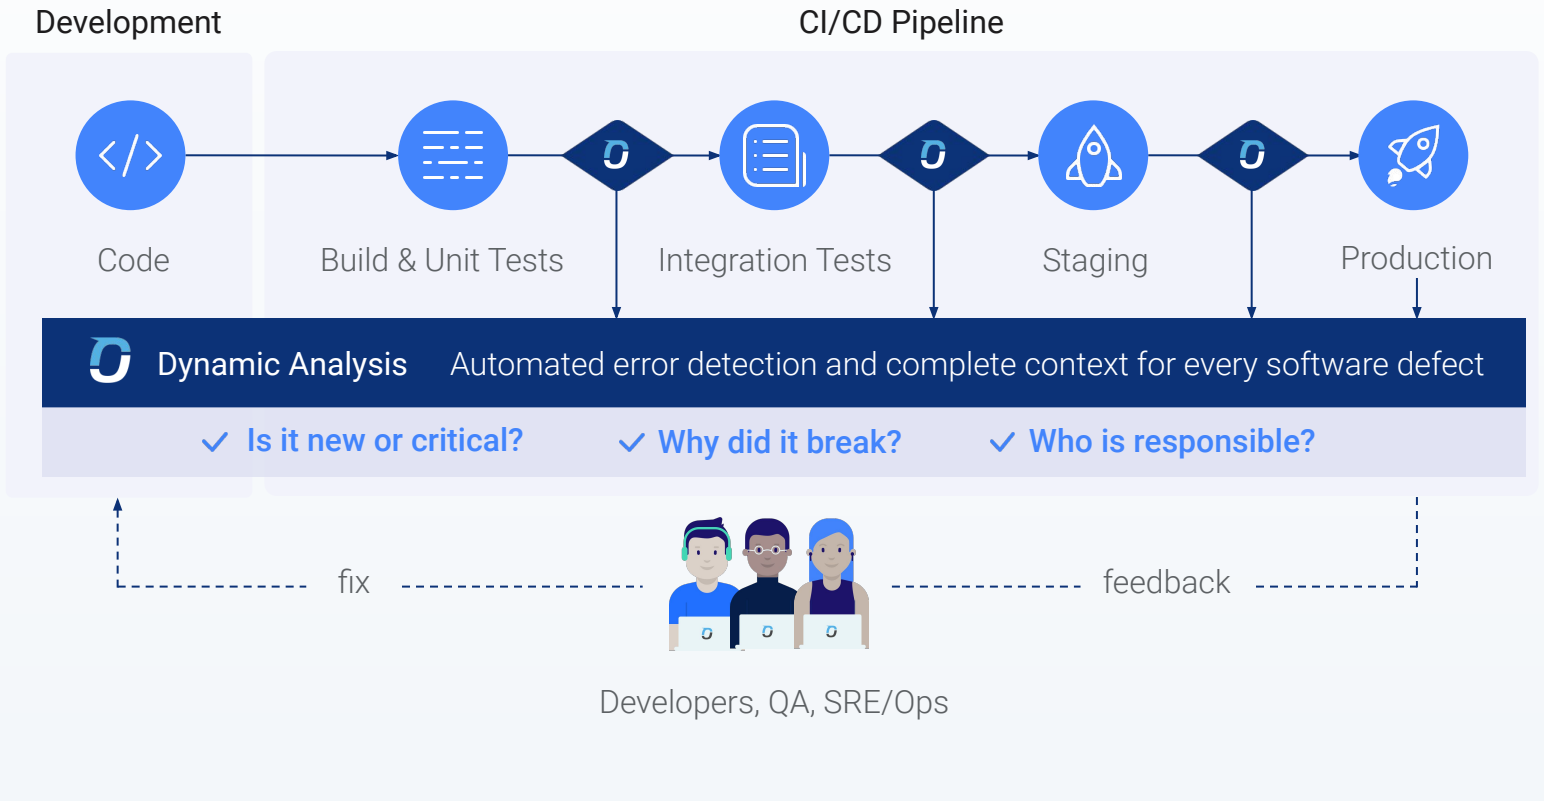 Development
CI/CD Pipeline
Code
Build & Unit Tests
Integration Tests
Staging
Production
Dynamic Analysis
Automated error detection and complete context for every software defect
Is it new or critical?
Why did it break?
Who is responsible?
fix
feedback
Developers, QA, SRE/Ops